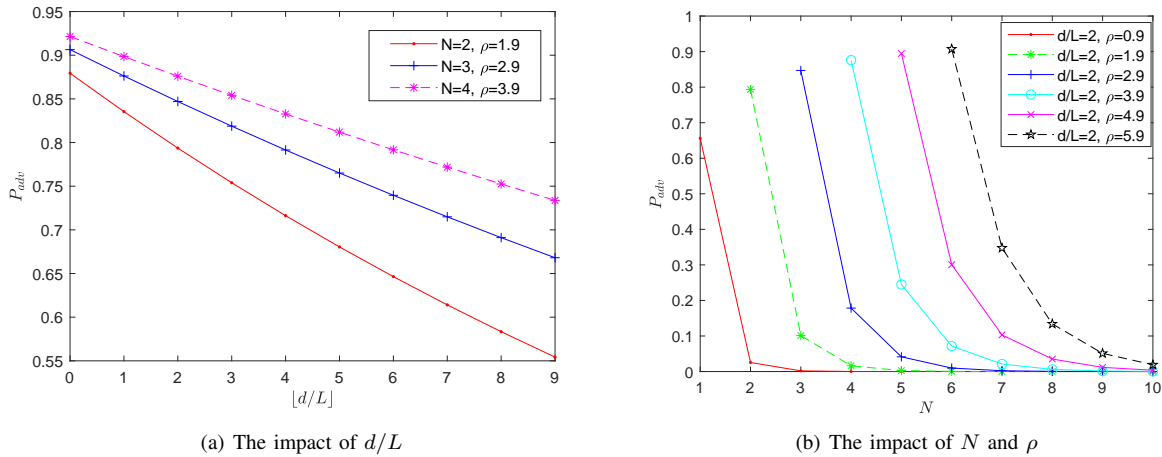 0.95
0.9
0.85
0.8
0.75
0.7
0.65
0.6
0.55
P_adv
0 1 2 3 4 5 6 7 8 9
⌊d/L⌋
N=2, ρ=1.9
N=3, ρ=2.9
N=4, ρ=3.9
(a) The impact of d/L
1
0.9
0.8
0.7
0.6
0.5
0.4
0.3
0.2
0.1
0
P_adv
1 2 3 4 5 6 7 8 9 10
N
d/L=2, ρ=0.9
d/L=2, ρ=1.9
d/L=2, ρ=2.9
d/L=2, ρ=3.9
d/L=2, ρ=4.9
d/L=2, ρ=5.9
(b) The impact of N and ρ